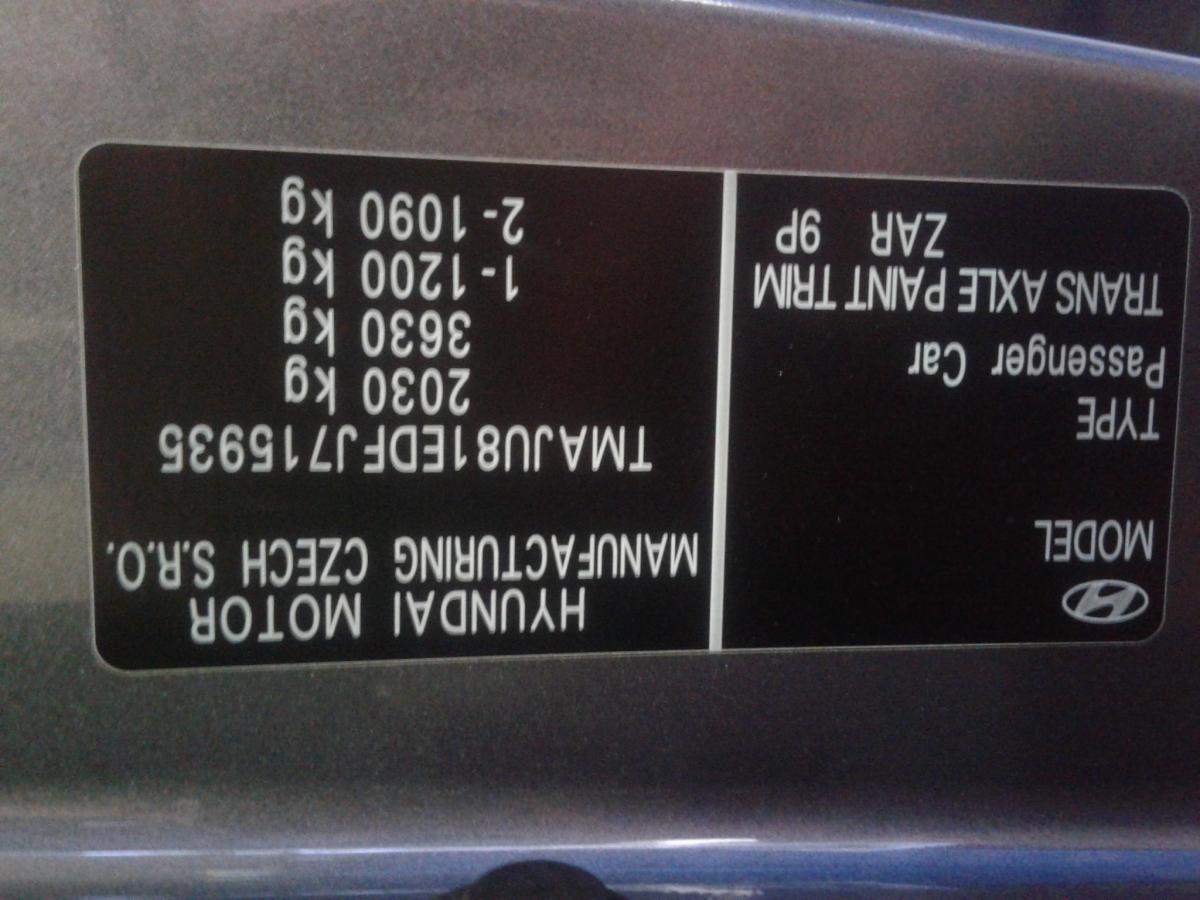 MODEL
TYPE
Passenger Car
TRANS AXLE PAINT TRIM
ZAR 9P
HYUNDAI MOTOR
MANUFACTURING CZECH S.R.O.
TMAJU81EDFJ715935
2030 kg
3630 kg
1- 1200 kg
2- 1090 kg